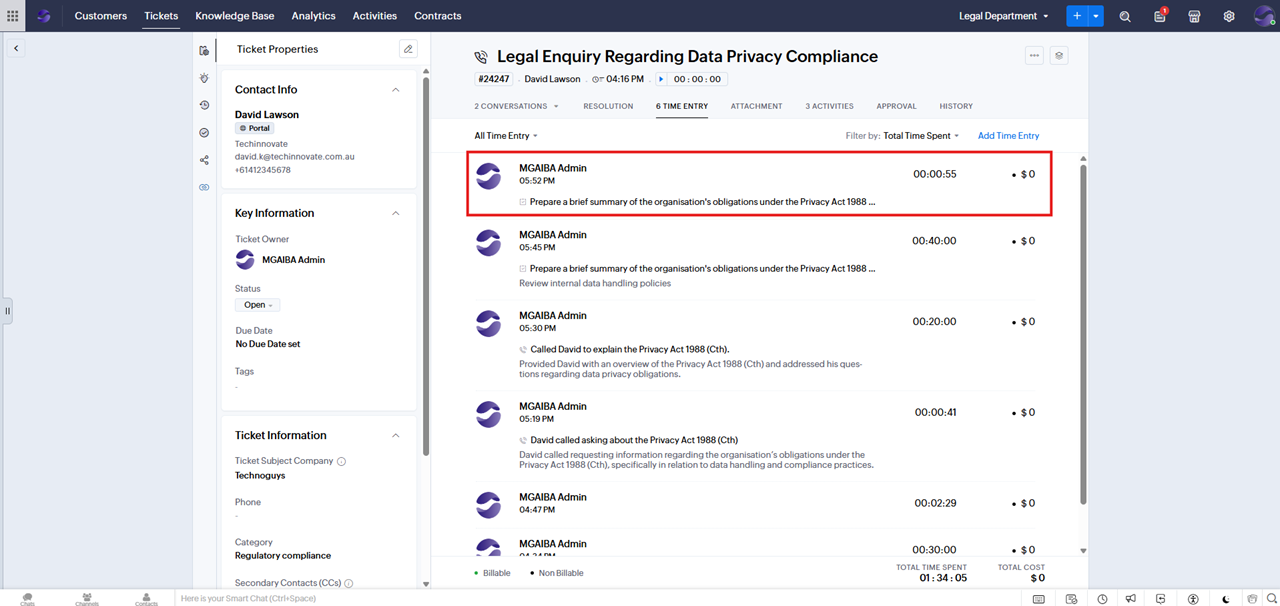 Customers
Tickets
Knowledge Base
Analytics
Activities
Contracts
Legal Department
1
Ticket Properties
Contact Info
David Lawson
Portal
Techinnovate
david.k@techinnovate.com.au
+61412345678
Key Information
Ticket Owner
MGAIBA Admin
Status
Open
Due Date
No Due Date set
Tags
-
Ticket Information
Ticket Subject Company
Technoguys
Phone
-
Category
Regulatory compliance
Secondary Contacts (CCs)
Legal Enquiry Regarding Data Privacy Compliance
#24247 . David Lawson . 04:16 PM . 00 : 00 : 00
2 CONVERSATIONS
RESOLUTION
6 TIME ENTRY
ATTACHMENT
3 ACTIVITIES
APPROVAL
HISTORY
All Time Entry
Filter by: Total Time Spent
Add Time Entry
MGAIBA Admin
05:52 PM
00:00:55
$ 0
Prepare a brief summary of the organisation's obligations under the Privacy Act 1988 ...
MGAIBA Admin
05:45 PM
00:40:00
$ 0
Prepare a brief summary of the organisation's obligations under the Privacy Act 1988 ...
Review internal data handling policies
MGAIBA Admin
05:30 PM
00:20:00
$ 0
Called David to explain the Privacy Act 1988 (Cth).
Provided David with an overview of the Privacy Act 1988 (Cth) and addressed his ques-
tions regarding data privacy obligations.
MGAIBA Admin
05:19 PM
00:00:41
$ 0
David called asking about the Privacy Act 1988 (Cth)
David called requesting information regarding the organisation's obligations under the
Privacy Act 1988 (Cth), specifically in relation to data handling and compliance practices.
MGAIBA Admin
04:47 PM
00:02:29
$ 0
MGAIBA Admin
04:34 PM
00:30:00
$ 0
Billable
Non Billable
TOTAL TIME SPENT
01 : 34 : 05
TOTAL COST
$ 0
Chats
Channels
Contacts
Here is your Smart Chat (Ctrl+Space)